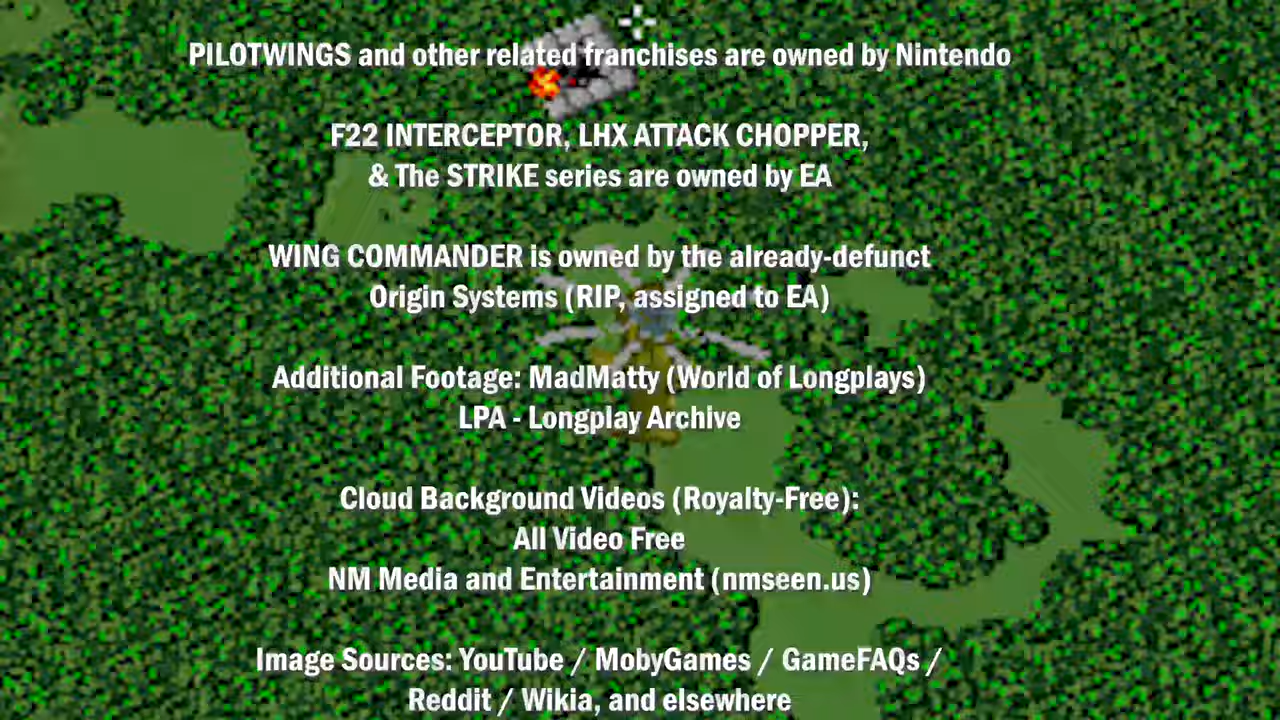 PILOTWINGS and other related franchises are owned by Nintendo
F22 INTERCEPTOR, LHX ATTACK CHOPPER,
& The STRIKE series are owned by EA
WING COMMANDER is owned by the already-defunct
Origin Systems (RIP, assigned to EA)
Additional Footage: MadMatty (World of Longplays)
LPA - Longplay Archive
Cloud Background Videos (Royalty-Free):
All Video Free
NM Media and Entertainment (nmseen.us)
Image Sources: YouTube / MobyGames / GameFAQs /
Reddit / Wikia, and elsewhere